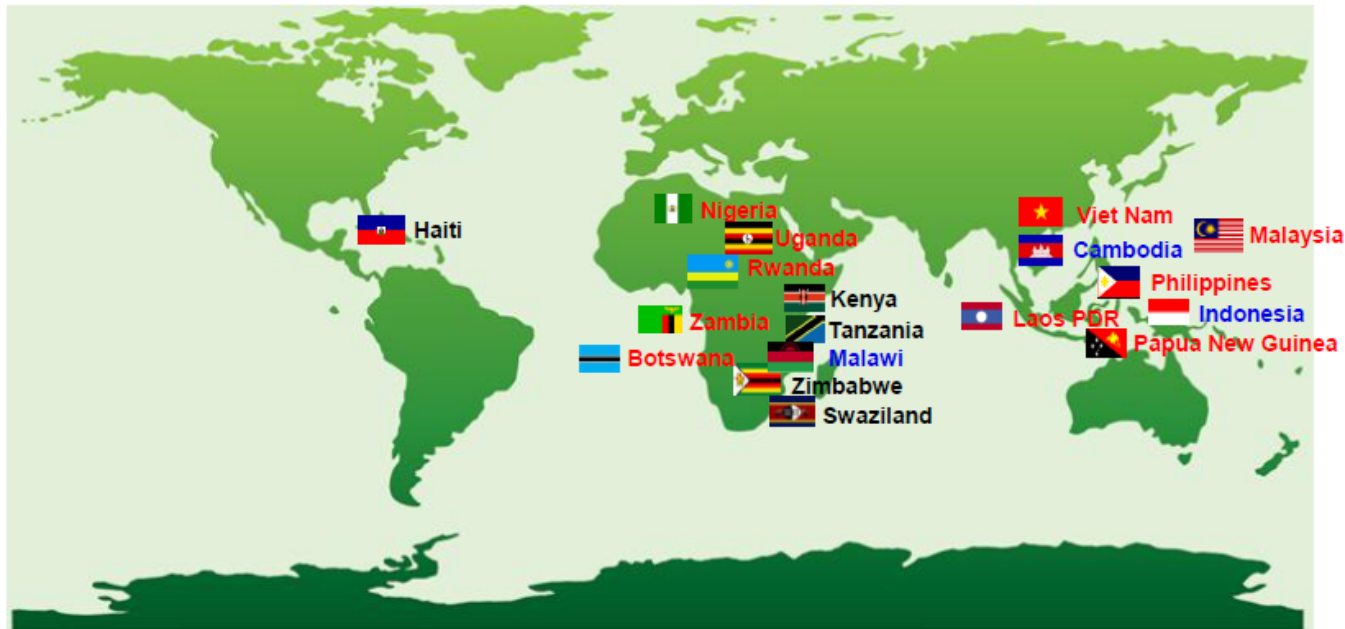 Haiti
Nigeria
Uganda
Rwanda
Kenya
Zambia
Tanzania
Botswana
Malawi
Zimbabwe
Swaziland
Viet Nam
Malaysia
Cambodia
Philippines
Laos PDR
Indonesia
Papua New Guinea